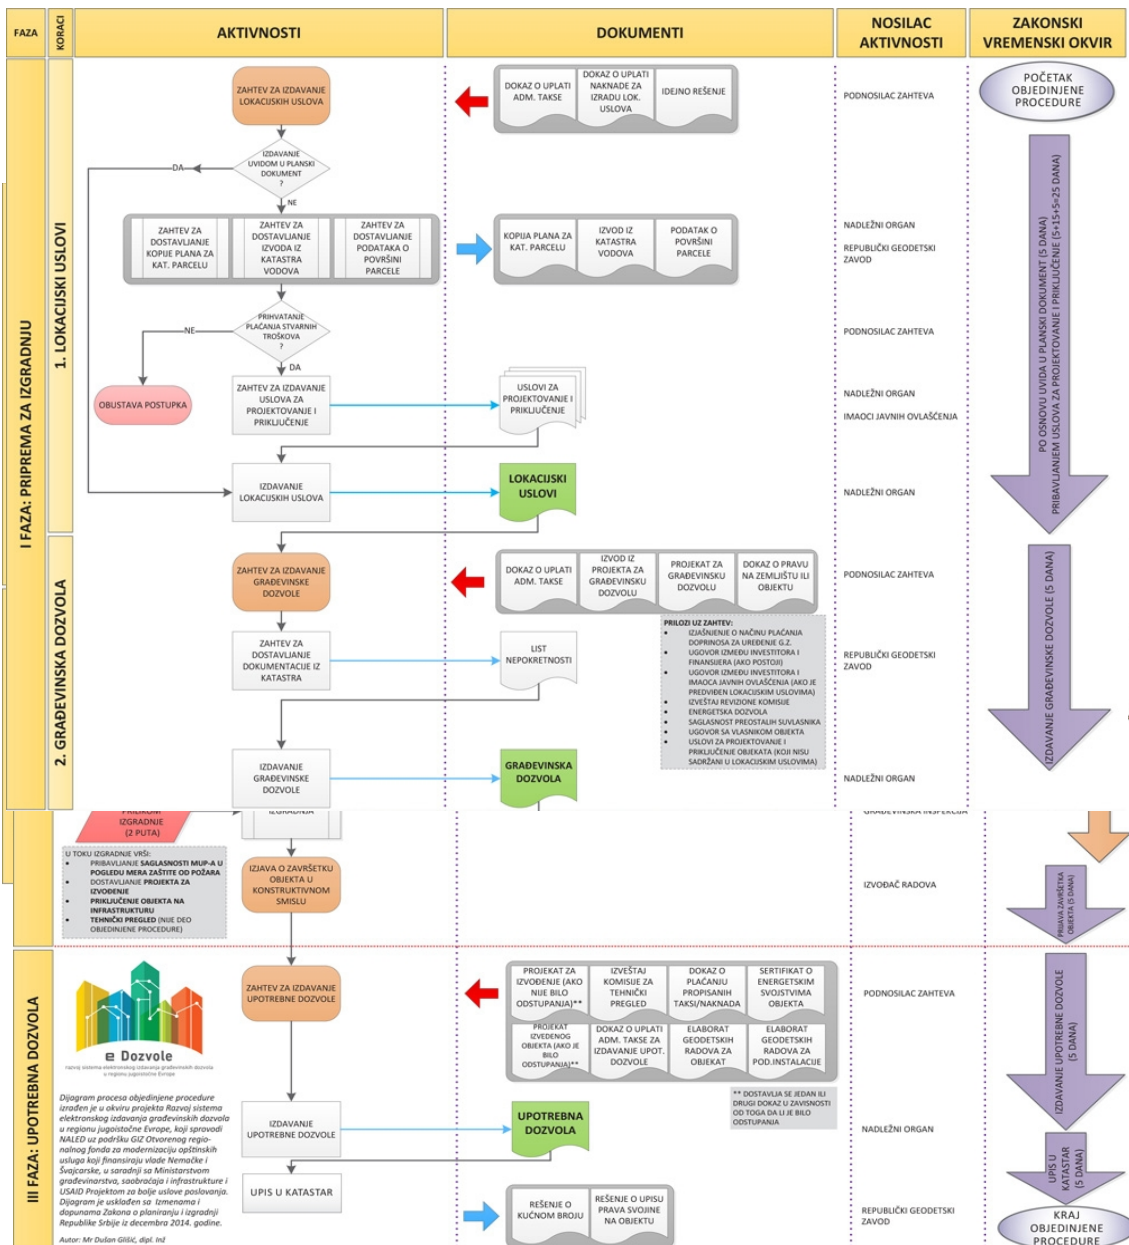 FAZA
KORACI
AKTIVNOSTI
DOKUMENTI
NOSILAC
AKTIVNOSTI
ZAKONSKI
VREMENSKI OKVIR
I FAZA: PRIPREMA ZA IZGRADNJU
1. LOKACIJSKI USLOVI
ZAHTEV ZA IZDAVANJE
LOKACIJSKIH USLOVA
DOKAZ O UPLATI
ADM. TAKSE
DOKAZ O UPLATI
NAKNADE ZA
IZRADU LOK.
USLOVA
IDEJNO REŠENJE
PODNOSILAC ZAHTEVA
POČETAK
OBJEDINJENE
PROCEDURE
IZDAVANJE
UVIDOM U PLANSKI
DOKUMENT
?
DA
NE
ZAHTEV ZA
DOSTAVLJANJE
KOPIJE PLANA ZA
KAT. PARCELU
ZAHTEV ZA
DOSTAVLJANJE
IZVODA IZ
KATASTRA
VODOVA
ZAHTEV ZA
DOSTAVLJANJE
PODATAKA O
POVRŠINI
PARCELE
KOPIJA PLANA ZA
KAT. PARCELU
IZVOD IZ
KATASTRA
VODOVA
PODATAK O
POVRŠINI
PARCELE
NADLEŽNI ORGAN
REPUBLIČKI GEODETSKI
ZAVOD
PO OSNOVU UVIDA U PLANSKI DOKUMENT (5 DANA)
PRIBAVLJANJEM USLOVA ZA PROJEKTOVANJE I PRIKLJUČENJE (5+15+5=25 DANA)
PRIHVATANJE
PLAĆANJA STVARNIH
TROŠKOVA
?
NE
DA
PODNOSILAC ZAHTEVA
OBUSTAVA POSTUPKA
ZAHTEV ZA IZDAVANJE
USLOVA ZA
PROJEKTOVANJE I
PRIKLJUČENJE
USLOVI ZA
PROJEKTOVANJE I
PRIKLJUČENJE
NADLEŽNI ORGAN
IMAOCI JAVNIH OVLAŠĆENJA
IZDAVANJE
LOKACIJSKIH USLOVA
LOKACIJSKI
USLOVI
NADLEŽNI ORGAN
2. GRAĐEVINSKA DOZVOLA
ZAHTEV ZA IZDAVANJE
GRAĐEVINSKE
DOZVOLE
DOKAZ O UPLATI
ADM. TAKSE
IZVOD IZ
PROJEKTA ZA
GRAĐEVINSKU
DOZVOLU
PROJEKAT ZA
GRAĐEVINSKU
DOZVOLU
DOKAZ O PRAVU
NA ZEMLJIŠTU ILI
OBJEKTU
PODNOSILAC ZAHTEVA
IZDAVANJE GRAĐEVINSKE DOZVOLE (5 DANA)
ZAHTEV ZA
DOSTAVLJANJE
DOKUMENTACIJE IZ
KATASTRA
LIST
NEPOKRETNOSTI
PRILOZI UZ ZAHTEV:
• IZJAŠNJENJE O NAČINU PLAĆANJA
DOPRINOSA ZA UREĐENJE G.Z.
• UGOVOR IZMEĐU INVESTITORA I
FINANSIJERA (AKO POSTOJI)
• UGOVOR IZMEĐU INVESTITORA I
IMAOCA JAVNIH OVLAŠĆENJA (AKO JE
PREDVIĐEN LOKACIJSKIM USLOVIMA)
• IZVEŠTAJ REVIZIONE KOMISIJE
• ENERGETSKA DOZVOLA
• SAGLASNOST PREOSTALIH SUVLASNIKA
• UGOVOR SA VLASNIKOM OBJEKTA
• USLOVI ZA PROJEKTOVANJE I
PRIKLJUČENJE OBJEKATA (KOJI NISU
SADRŽANI U LOKACIJSKIM USLOVIMA)
REPUBLIČKI GEODETSKI
ZAVOD
IZDAVANJE
GRAĐEVINSKE
DOZVOLE
GRAĐEVINSKA
DOZVOLA
NADLEŽNI ORGAN
PRILIKOM
IZGRADNJE
(2 PUTA)
IZGRADNJA
GRAĐEVINSKA INSPEKCIJA
U TOKU IZGRADNJE VRŠI:
• PRIBAVLJANJE SAGLASNOSTI MUP-A U
POGLEDU MERA ZAŠTITE OD POŽARA
• DOSTAVLJANJE PROJEKTA ZA
IZVOĐENJE
• PRIKLJUČENJE OBJEKTA NA
INFRASTRUKTURU
• TEHNIČKI PREGLED (NIJE DEO
OBJEDINJENE PROCEDURE)
IZJAVA O ZAVRŠETKU
OBJEKTA U
KONSTRUKTIVNOM
SMISLU
IZVOĐAČ RADOVA
PRIJAVA ZAVRŠETKA
OBJEKTA (5 DANA)
III FAZA: UPOTREBNA DOZVOLA
ZAHTEV ZA IZDAVANJE
UPOTREBNE DOZVOLE
PROJEKAT ZA
IZVOĐENJE (AKO
NIJE BILO
ODSTUPANJA)**
IZVEŠTAJ
KOMISIJE ZA
TEHNIČKI
PREGLED
DOKAZ O
PLAĆANJU
PROPISANIH
TAKSI/NAKNADA
SERTIFIKAT O
ENERGETSKIM
SVOJSTVIMA
OBJEKTA
PROJEKAT
IZVEDENOG
OBJEKTA (AKO JE
BILO
ODSTUPANJA)**
DOKAZ O UPLATI
ADM. TAKSE ZA
IZDAVANJE UPOT.
DOZVOLE
ELABORAT
GEODETSKIH
RADOVA ZA
OBJEKAT
ELABORAT
GEODETSKIH
RADOVA ZA
POD.INSTALACIJE
PODNOSILAC ZAHTEVA
IZDAVANJE UPOTREBNE DOZVOLE
(5 DANA)
e Dozvole
razvoj sistema elektronskog izdavanja građevinskih dozvola
u regionu jugoistočne Evrope
Dijagram procesa objedinjene procedure
izrađen je u okviru projekta Razvoj sistema
elektronskog izdavanja građevinskih dozvola
u regionu jugoistočne Evrope, koji sprovodi
NALED uz podršku GIZ Otvorenog regio-
nalnog fonda za modernizaciju opštinskih
usluga koji finansiraju vlade Nemačke i
Švajcarske, u saradnji sa Ministarstvom
građevinarstva, saobraćaja i infrastrukture i
USAID Projektom za bolje uslove poslovanja.
Dijagram je usklađen sa Izmenama i
dopunama Zakona o planiranju i izgradnji
Republike Srbije iz decembra 2014. godine.
Autor: Mr Dušan Glišić, dipl. Inž
** DOSTAVLJA SE JEDAN ILI
DRUGI DOKAZ U ZAVISNOSTI
OD TOGA DA LI JE BILO
ODSTUPANJA
IZDAVANJE
UPOTREBNE DOZVOLE
UPOTREBNA
DOZVOLA
NADLEŽNI ORGAN
UPIS U KATASTAR
UPIS U
KATASTAR
(5 DANA)
REŠENJE O
KUĆNOM BROJU
REŠENJE O UPISU
PRAVA SVOJINE
NA OBJEKTU
REPUBLIČKI GEODETSKI
ZAVOD
KRAJ
OBJEDINJENE
PROCEDURE